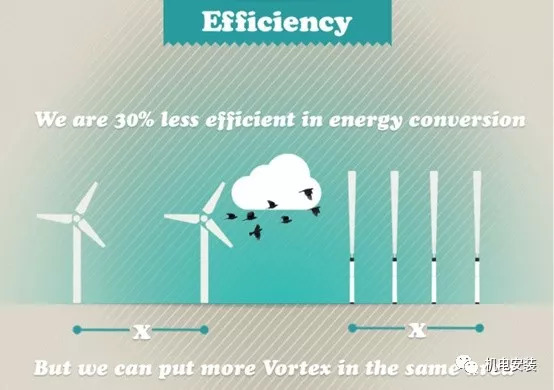 Efficiency
We are 30% less efficient in energy conversion
X
X
But we can put more Vortex in the same area
机电安装